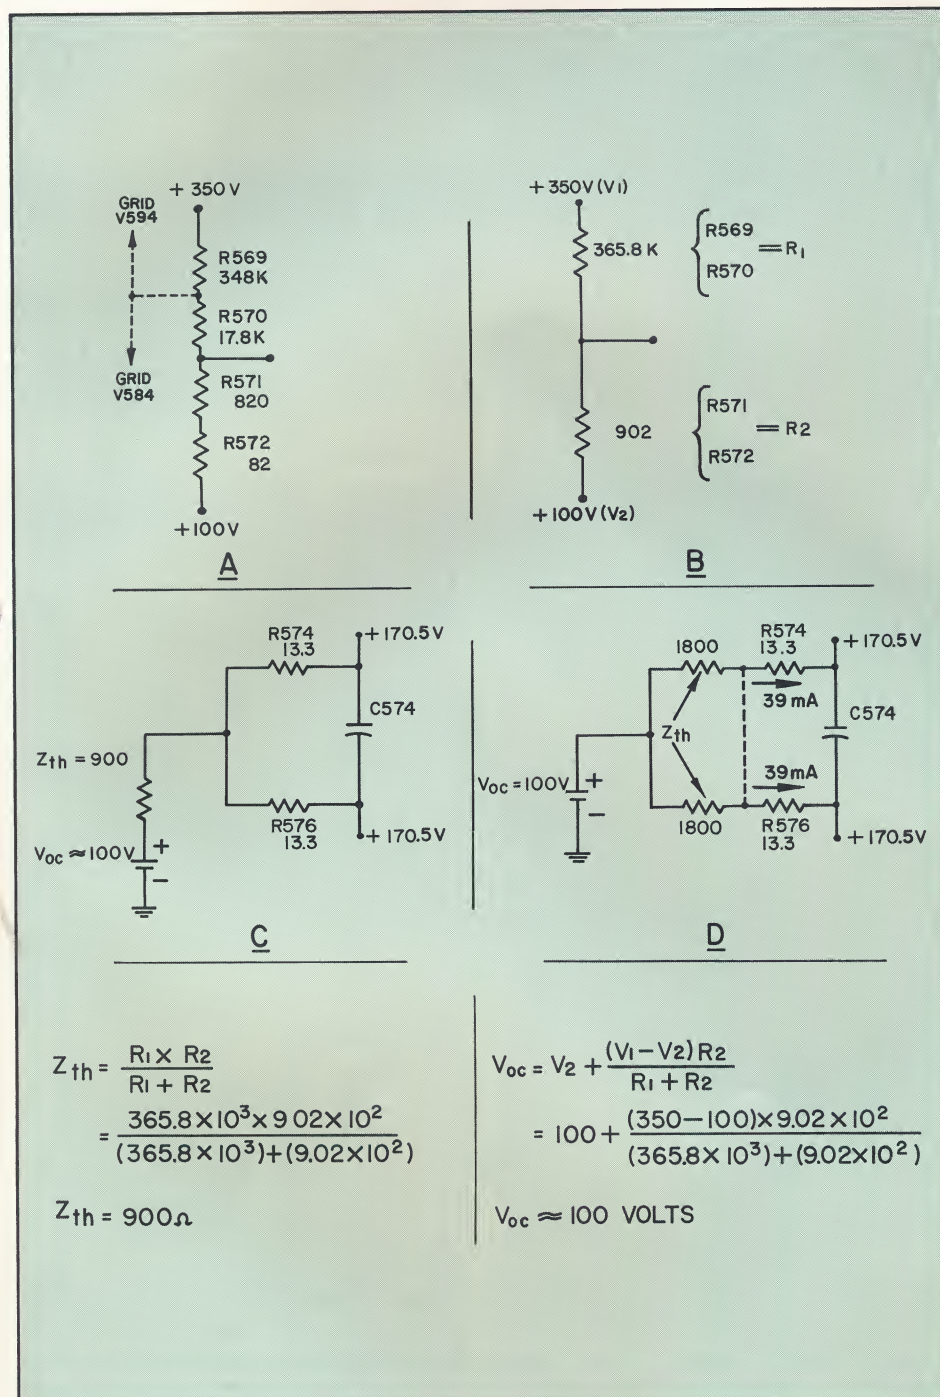 + 350 V
GRID
V594
R569
348K
R570
17.8K
GRID
V584
R571
820
R572
82
+100V
A
+350V(V1)
365.8 K
R569
R570
= R1
902
R571
R572
= R2
+100V(V2)
B
R574
13.3
+170.5V
C574
Zth = 900
R576
13.3
+170.5V
Voc ≈ 100V
+
−
C
1800
R574
13.3
+170.5V
39mA
C574
Zth
Voc = 100V
+
−
39mA
1800
R576
13.3
+170.5V
D
Zth = R1 × R2 / R1 + R2
= 365.8×10³×9 02×10² / (365.8×10³)+(9.02×10²)
Zth = 900Ω
Voc = V2 + (V1−V2)R2 / R1 + R2
= 100 + (350−100)×9.02×10² / (365.8×10³)+(9.02×10²)
Voc ≈ 100 VOLTS